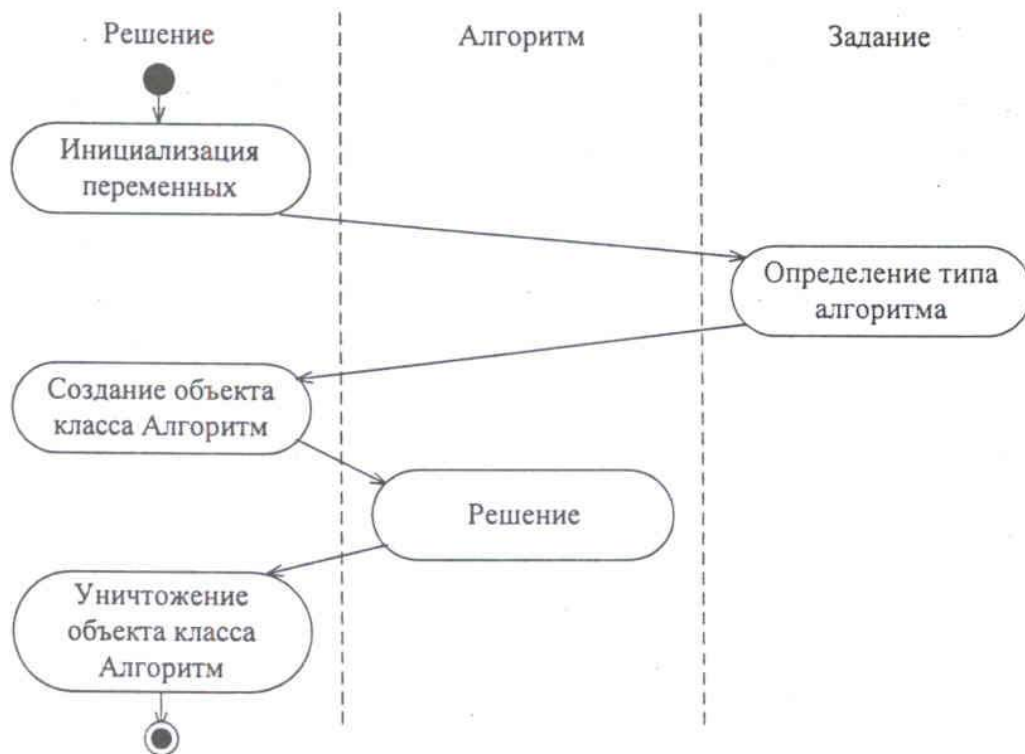 Решение
Алгоритм
Задание
Инициализация
переменных
Определение типа
алгоритма
Создание объекта
класса Алгоритм
Решение
Уничтожение
объекта класса
Алгоритм